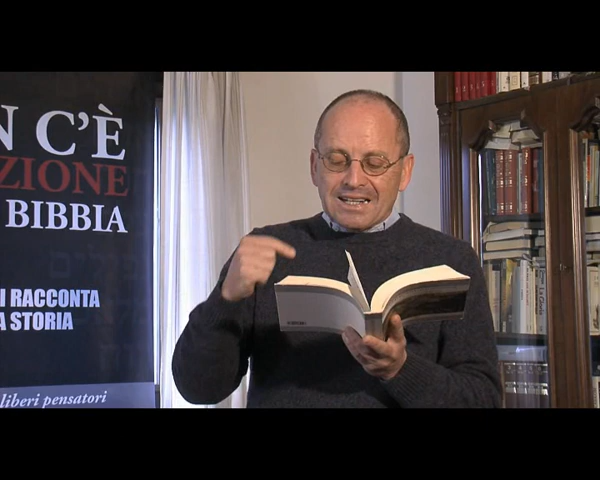 N C'È
ZIONE
BIBBIA
I RACCONTA
A STORIA
liberi pensatori